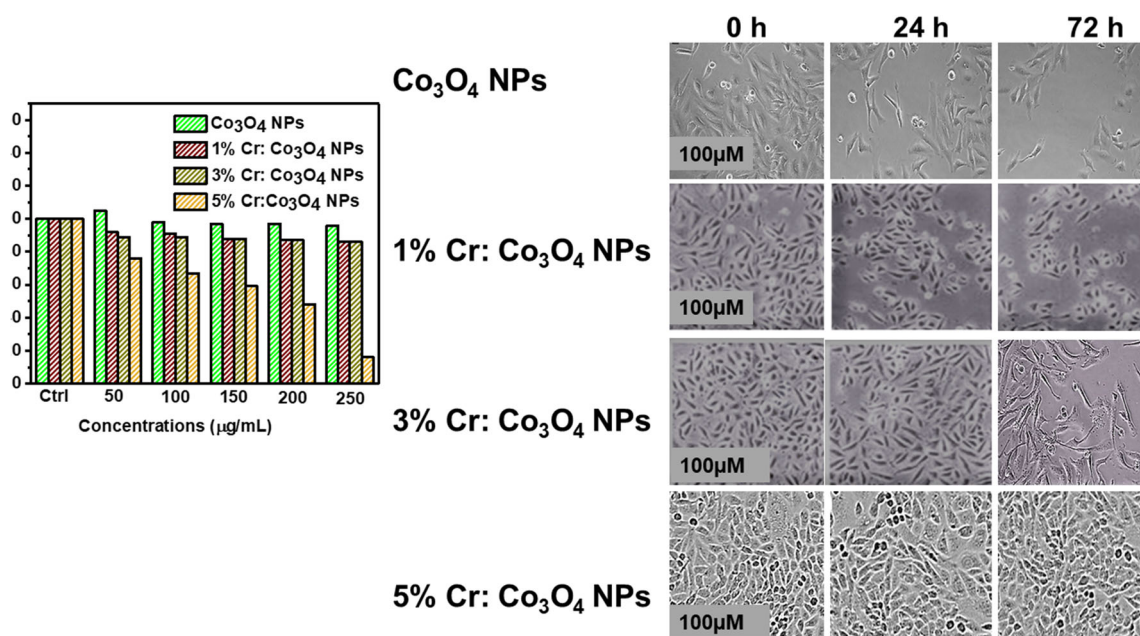 0 h 24 h 72 h
Co₃O₄ NPs
100µM
0
0
0
0
0
0
0
0
0
Co₃O₄ NPs
1% Cr: Co₃O₄ NPs
3% Cr: Co₃O₄ NPs
5% Cr:Co₃O₄ NPs
Ctrl 50 100 150 200 250
Concentrations (µg/mL)
1% Cr: Co₃O₄ NPs
100µM
3% Cr: Co₃O₄ NPs
100µM
5% Cr: Co₃O₄ NPs
100µM